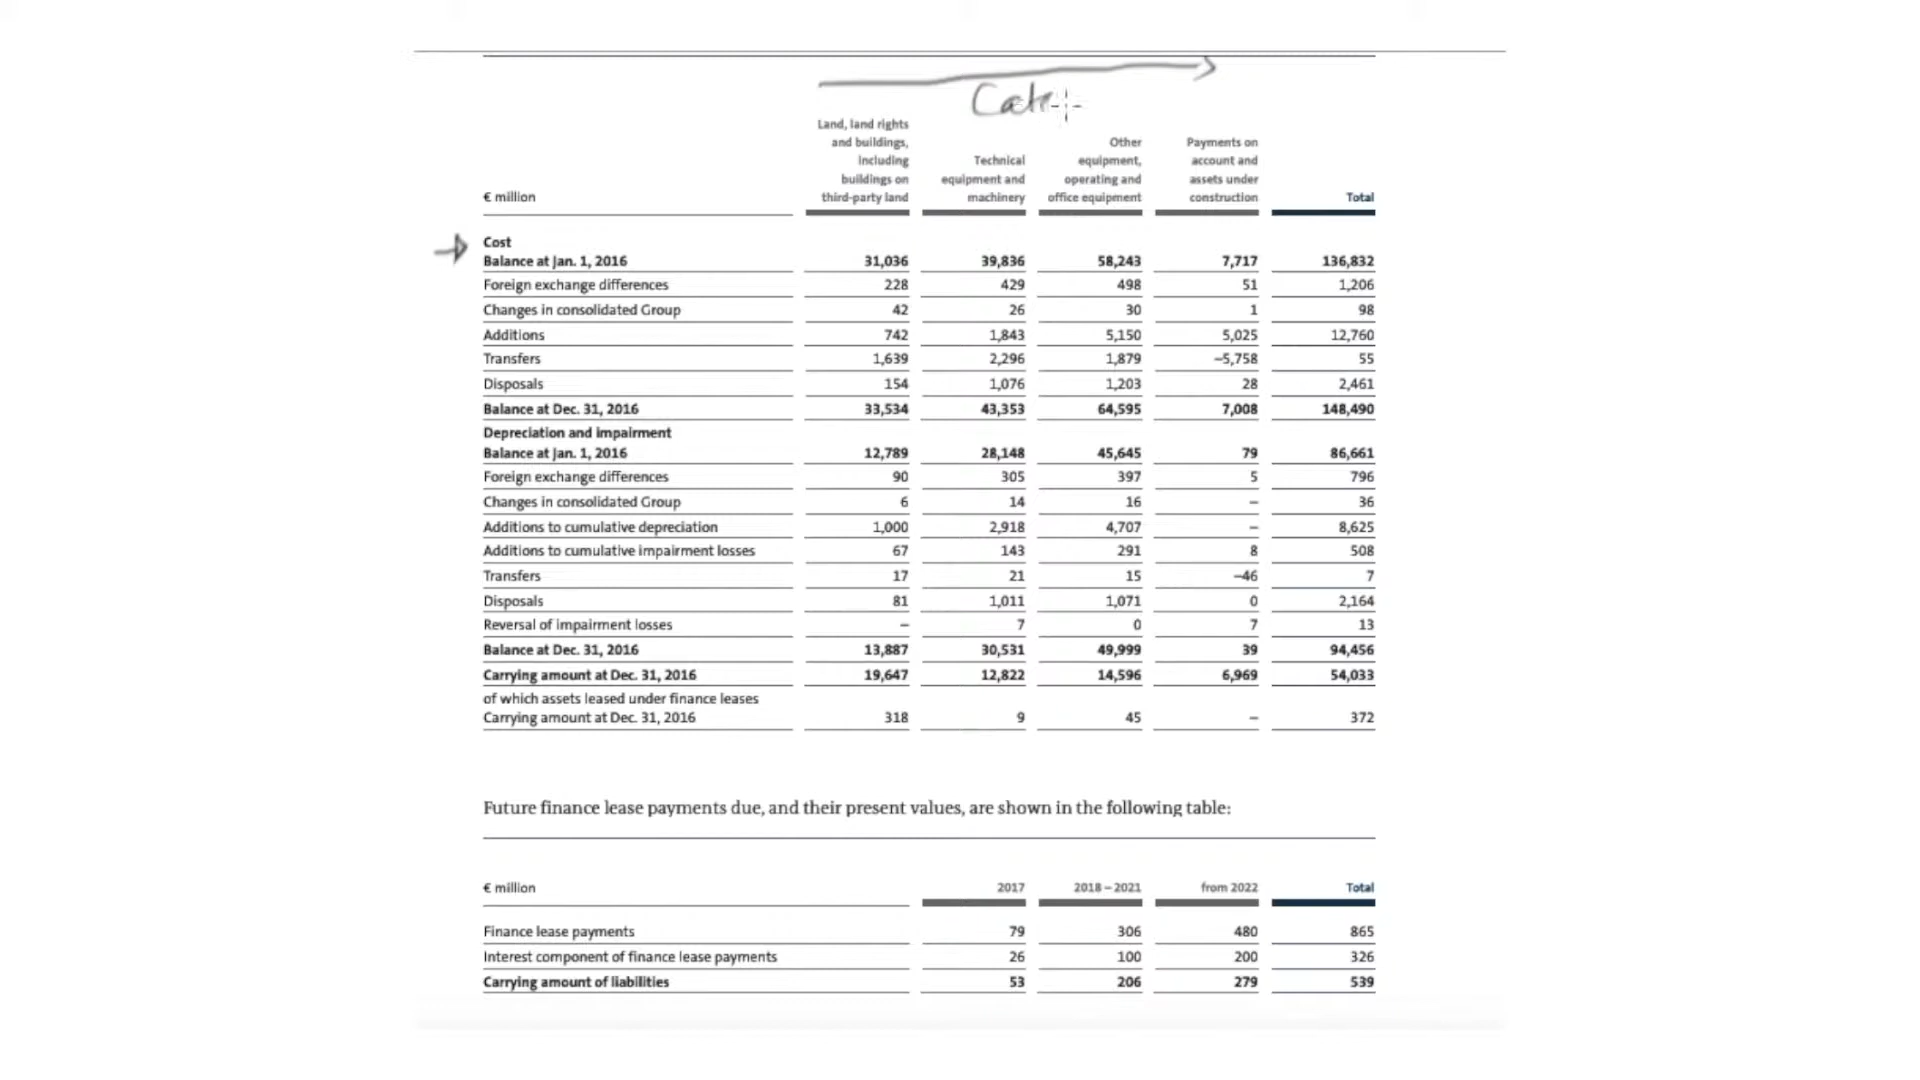 Cate
Land, land rights
and buildings,
including
buildings on
third-party land
Technical
equipment and
machinery
Other
equipment,
operating and
office equipment
Payments on
account and
assets under
construction
€ million Total
Cost
Balance at Jan. 1, 2016 31,036 39,836 58,243 7,717 136,832
Foreign exchange differences 228 429 498 51 1,206
Changes in consolidated Group 42 26 30 1 98
Additions 742 1,843 5,150 5,025 12,760
Transfers 1,639 2,296 1,879 –5,758 55
Disposals 154 1,076 1,203 28 2,461
Balance at Dec. 31, 2016 33,534 43,353 64,595 7,008 148,490
Depreciation and impairment
Balance at Jan. 1, 2016 12,789 28,148 45,645 79 86,661
Foreign exchange differences 90 305 397 5 796
Changes in consolidated Group 6 14 16 – 36
Additions to cumulative depreciation 1,000 2,918 4,707 – 8,625
Additions to cumulative impairment losses 67 143 291 8 508
Transfers 17 21 15 –46 7
Disposals 81 1,011 1,071 0 2,164
Reversal of impairment losses – 7 0 7 13
Balance at Dec. 31, 2016 13,887 30,531 49,999 39 94,456
Carrying amount at Dec. 31, 2016 19,647 12,822 14,596 6,969 54,033
of which assets leased under finance leases
Carrying amount at Dec. 31, 2016 318 9 45 – 372
Future finance lease payments due, and their present values, are shown in the following table:
€ million 2017 2018 – 2021 from 2022 Total
Finance lease payments 79 306 480 865
Interest component of finance lease payments 26 100 200 326
Carrying amount of liabilities 53 206 279 539